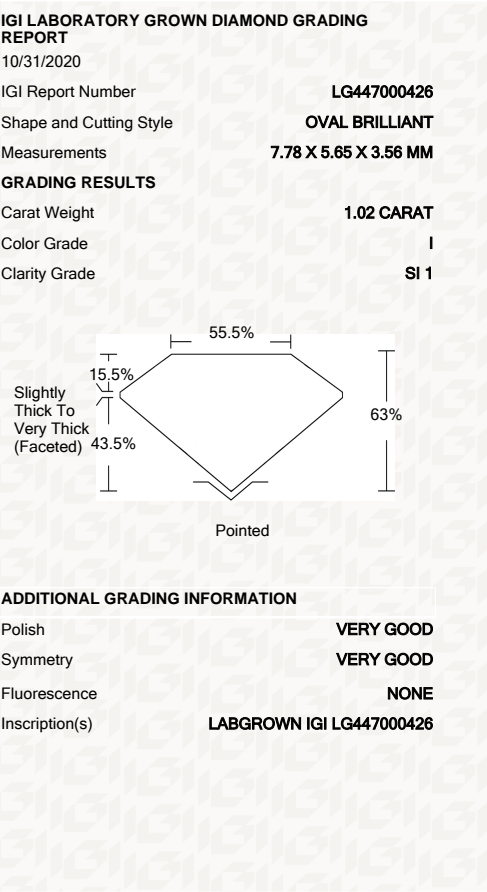 IGI LABORATORY GROWN DIAMOND GRADING
REPORT
10/31/2020
IGI Report Number LG447000426
Shape and Cutting Style OVAL BRILLIANT
Measurements 7.78 X 5.65 X 3.56 MM
GRADING RESULTS
Carat Weight 1.02 CARAT
Color Grade I
Clarity Grade SI 1
55.5%
15.5%
Slightly
Thick To
Very Thick
(Faceted)
43.5%
63%
Pointed
ADDITIONAL GRADING INFORMATION
Polish VERY GOOD
Symmetry VERY GOOD
Fluorescence NONE
Inscription(s) LABGROWN IGI LG447000426